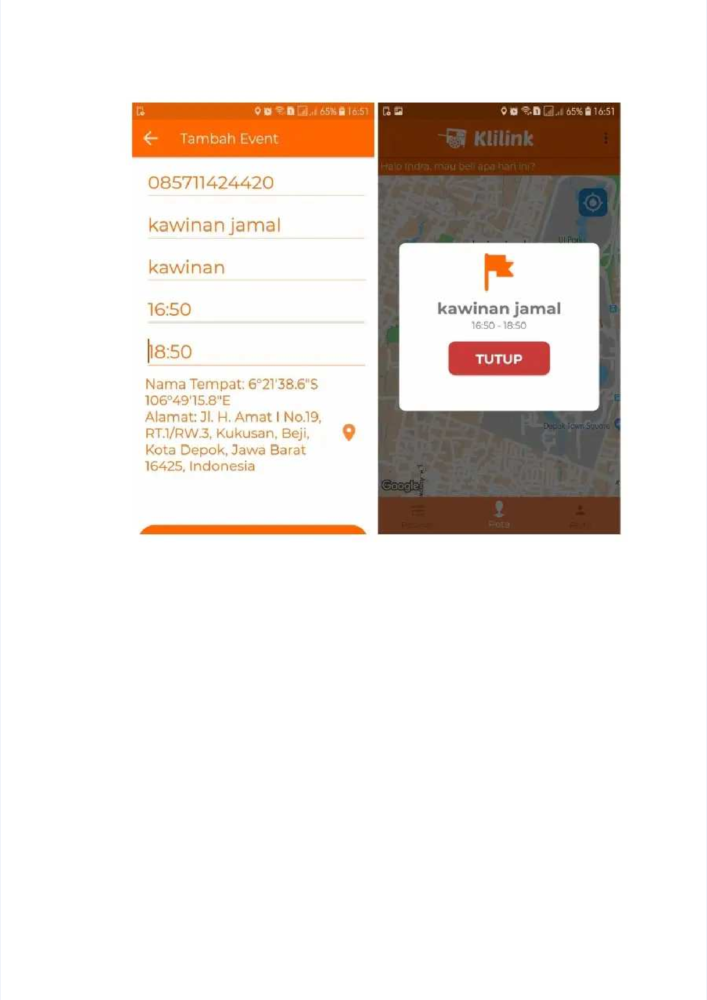 65% 16:51
Tambah Event
085711424420
kawinan jamal
kawinan
16:50
18:50
Nama Tempat: 6°21'38.6"S
106°49'15.8"E
Alamat: Jl. H. Amat I No.19,
RT.1/RW.3, Kukusan, Beji,
Kota Depok, Jawa Barat
16425, Indonesia
65% 16:51
Klilink
Halo Indra, mau beli apa hari ini?
UI Park
kawinan jamal
16:50 - 18:50
TUTUP
Depok Town Square
Google
Peta